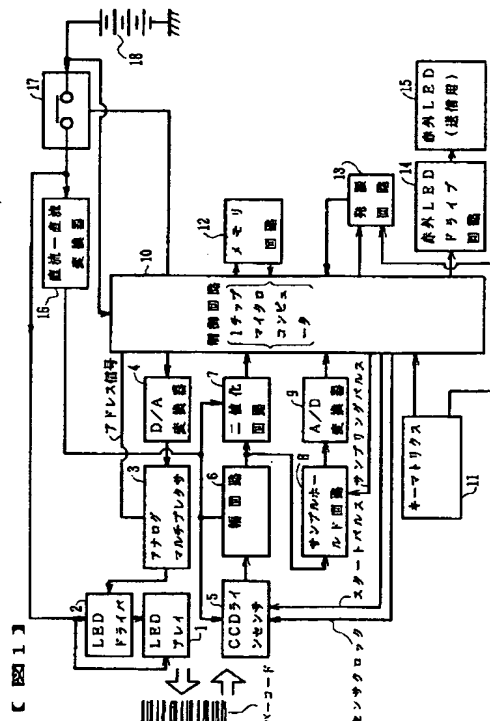 【図1】
18
17
直流－直流
変換器
16
アドレス信号
10
制御回路
1チップ
マイクロ
コンピュ
ータ
12
メモリ
回路
13
発振
回路
14
赤外LED
ドライブ
回路
15
赤外LED
(送信用)
4
D/A
変換器
3
アナログ
マルチプレクサ
2
LED
ドライバ
LED
アレイ
1
7
二値化
回路
6
幅回路
5
CCDライ
ンセンサ
9
A/D
変換器
8
サンプルホー
ルド回路
サンプリングパルス
スタートパルス
センサクロック
バーコード
キーマトリクス
11